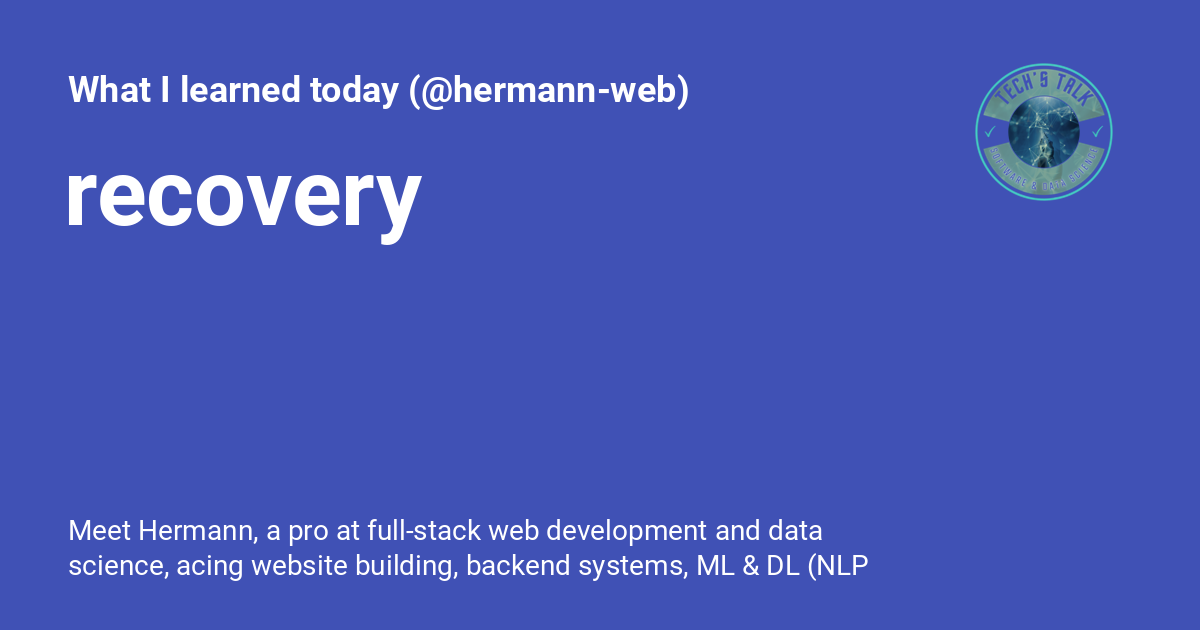 What I learned today (@hermann-web)
TECH'S TALK
SOFTWARE & DATA SCIENCE
recovery
Meet Hermann, a pro at full-stack web development and data
science, acing website building, backend systems, ML & DL (NLP